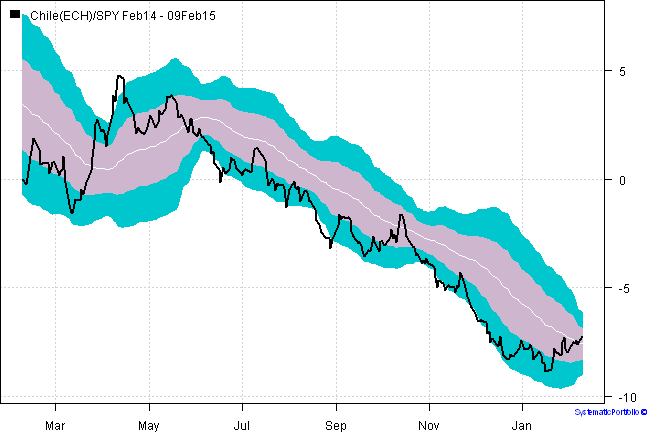 Chile(ECH)/SPY Feb14 - 09Feb15
5
0
-5
-10
Mar May Jul Sep Nov Jan
SystematicPortfolio ©